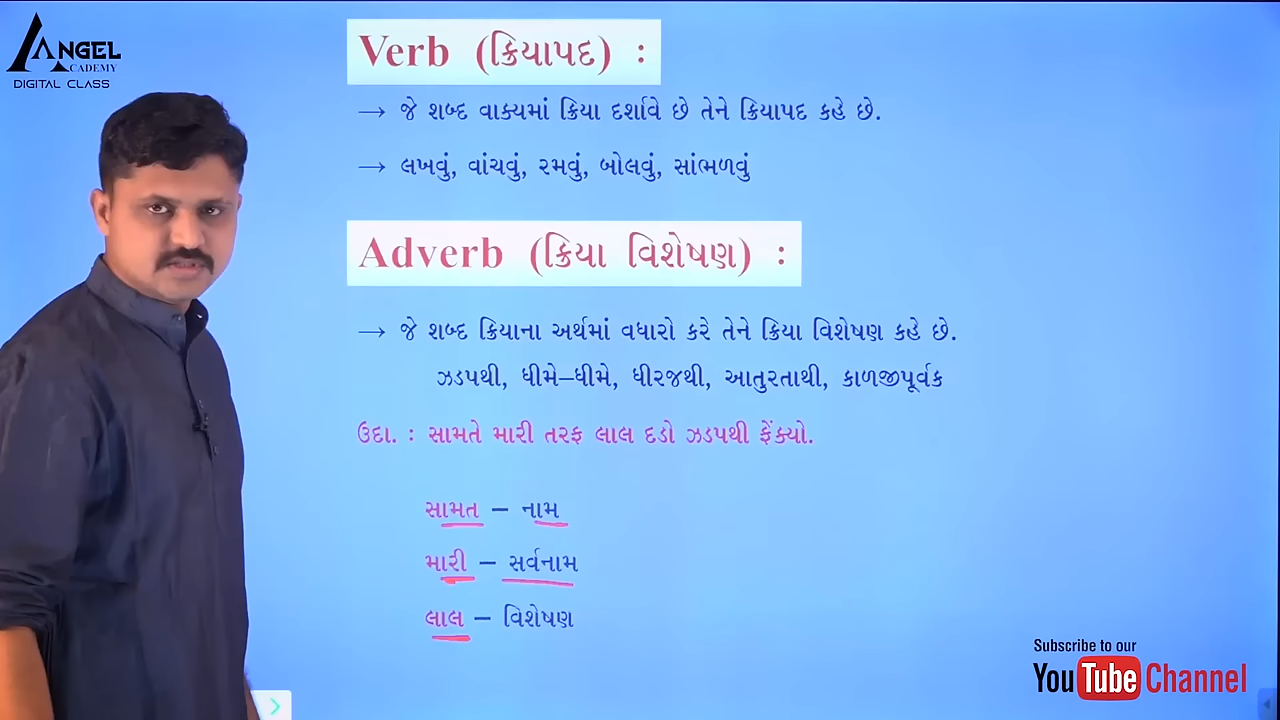 ANGEL
ACADEMY
DIGITAL CLASS
Verb (ક્રિયાપદ) :
→ જે શબ્દ વાક્યમાં ક્રિયા દર્શાવે છે તેને ક્રિયાપદ કહે છે.
→ લખવું, વાંચવું, રમવું, બોલવું, સાંભળવું
Adverb (ક્રિયા વિશેષણ) :
→ જે શબ્દ ક્રિયાના અર્થમાં વધારો કરે તેને ક્રિયા વિશેષણ કહે છે.
ઝડપથી, ધીમે–ધીમે, ધીરજથી, આતુરતાથી, કાળજીપૂર્વક
ઉદા. : સામતે મારી તરફ લાલ દડો ઝડપથી ફેંક્યો.
સામત – નામ
મારી – સર્વનામ
લાલ – વિશેષણ
Subscribe to our
YouTube Channel